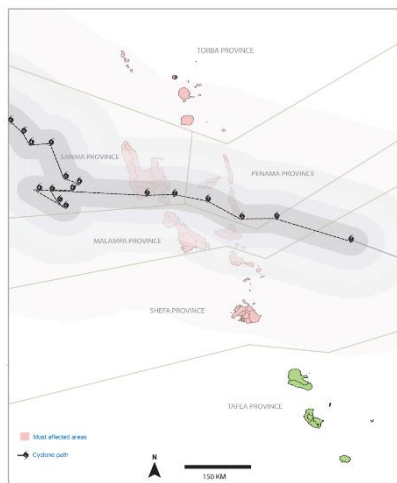 TORBA PROVINCE
SANMA PROVINCE
PENAMA PROVINCE
MALAMPA PROVINCE
SHEFA PROVINCE
TAFEA PROVINCE
Most affected areas
Cyclone path
N
150 KM